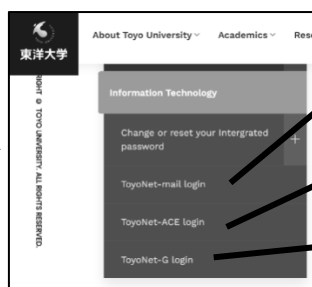 東洋大学
About Toyo University
Academics
COPYRIGHT © TOYO UNIVERSITY. ALL RIGHTS RESERVED.
Information Technology
Change or reset your Intergrated
password
+
ToyoNet-mail login
ToyoNet-ACE login
ToyoNet-G login